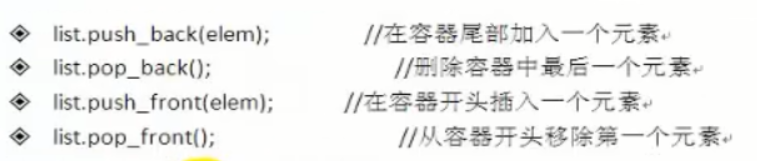 ◈ list.push_back(elem); //在容器尾部加入一个元素↵
◈ list.pop_back(); //删除容器中最后一个元素↵
◈ list.push_front(elem); //在容器开头插入一个元素↵
◈ list.pop_front(); //从容器开头移除第一个元素↵